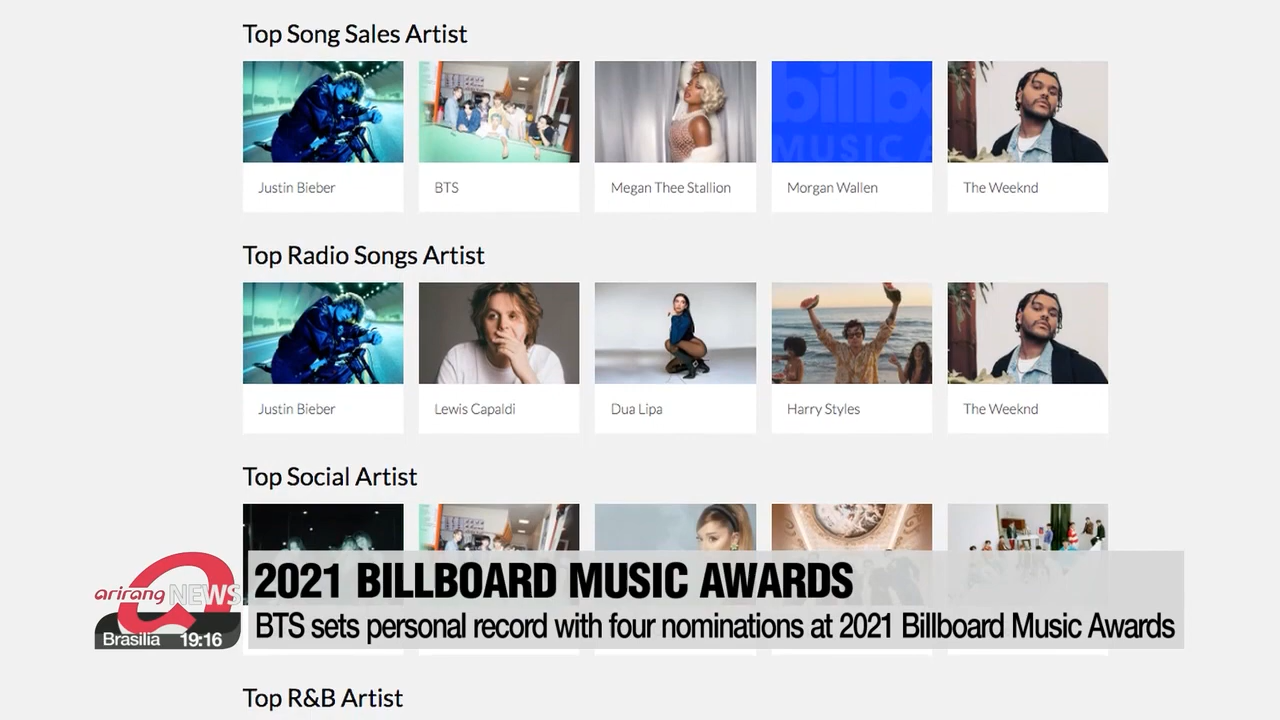 Top Song Sales Artist
billbo
MUSIC A
Justin Bieber
BTS
Megan Thee Stallion
Morgan Wallen
The Weeknd
Top Radio Songs Artist
Justin Bieber
Lewis Capaldi
Dua Lipa
Harry Styles
The Weeknd
Top Social Artist
arirang NEWS
Brasilia 19:16
2021 BILLBOARD MUSIC AWARDS
BTS sets personal record with four nominations at 2021 Billboard Music Awards
Top R&B Artist